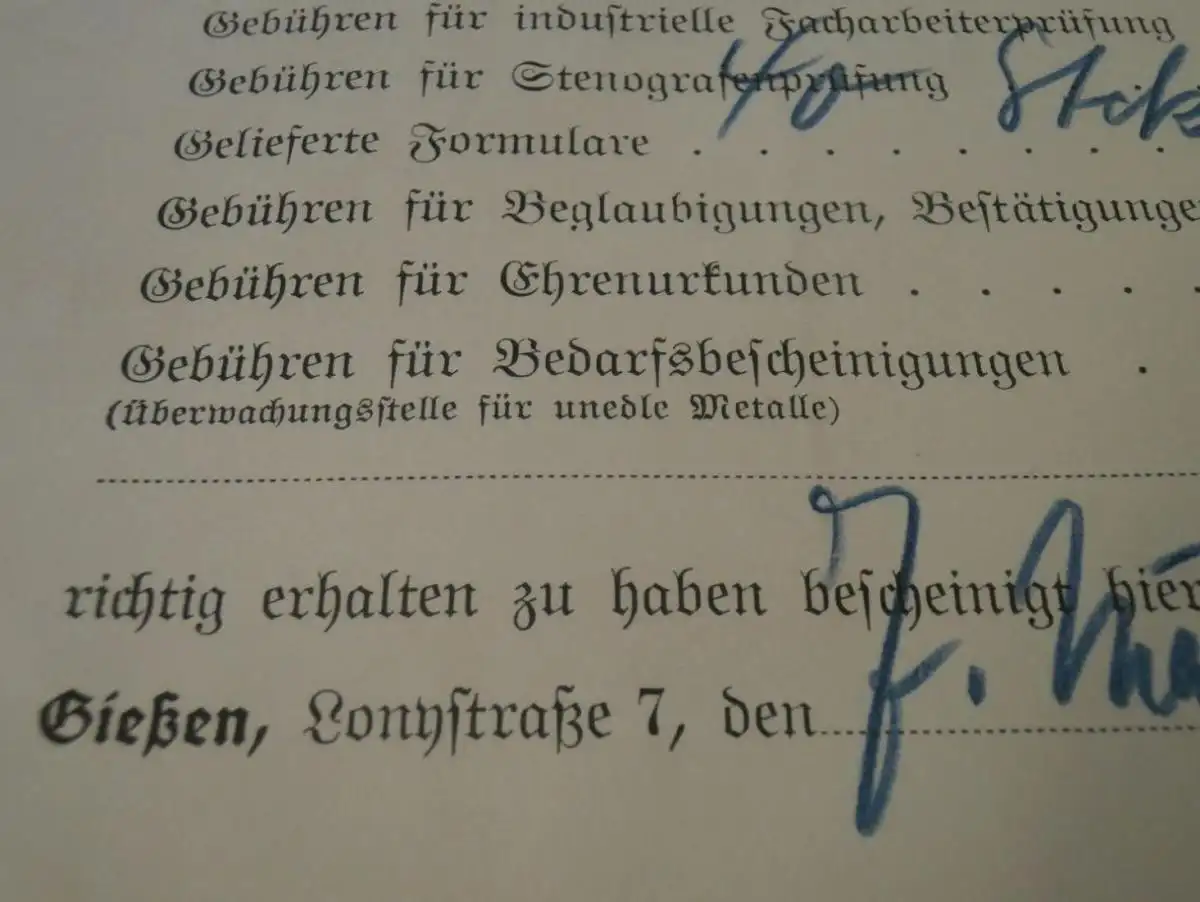 Gebühren für industrielle Facharbeiterprüfung
Gebühren für Stenografenprüfung
Gelieferte Formulare . . . . . . . .
Gebühren für Beglaubigungen, Bestätigunge
Gebühren für Ehrenurkunden . . . . .
Gebühren für Bedarfsbescheinigungen .
(Überwachungsstelle für unedle Metalle)
richtig erhalten zu haben bescheinigt hier
Gießen, Lonystraße 7, den